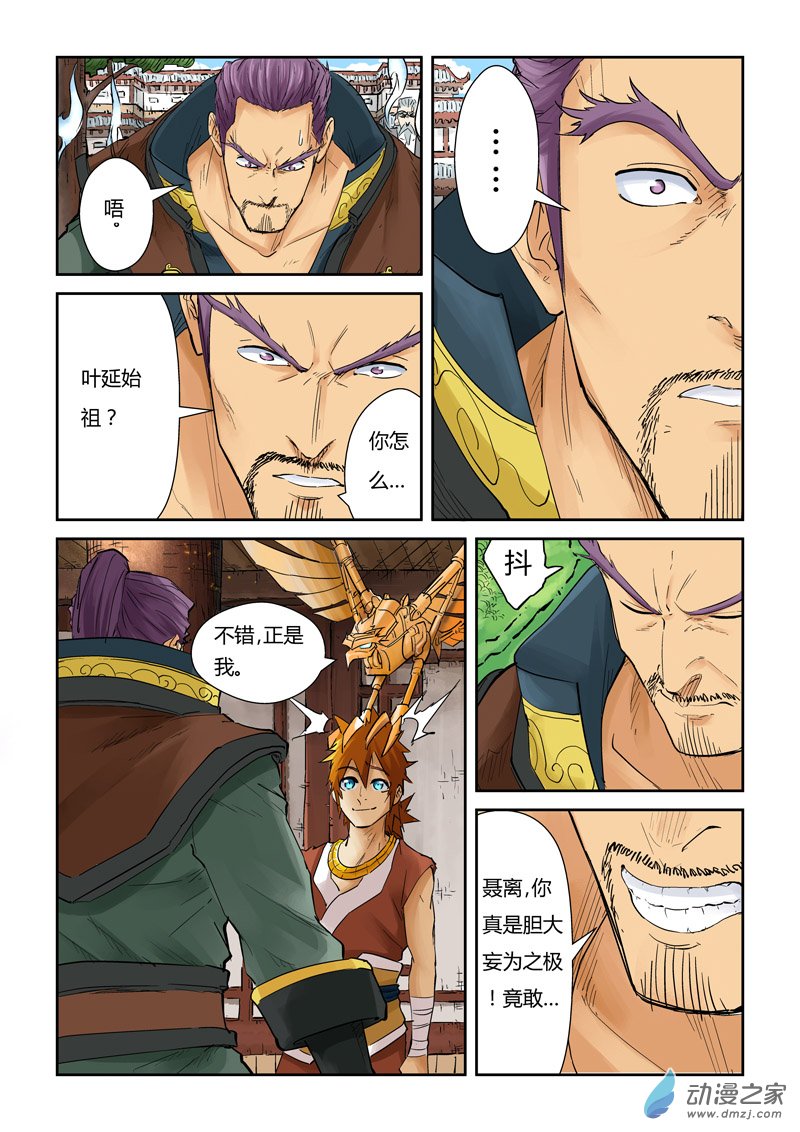 唔。
……
叶延始
祖？
你怎
么…
不错，正是
我。
抖
聂离，你
真是胆大
妄为之极
！竟敢…
动漫之家
www.dmzj.com